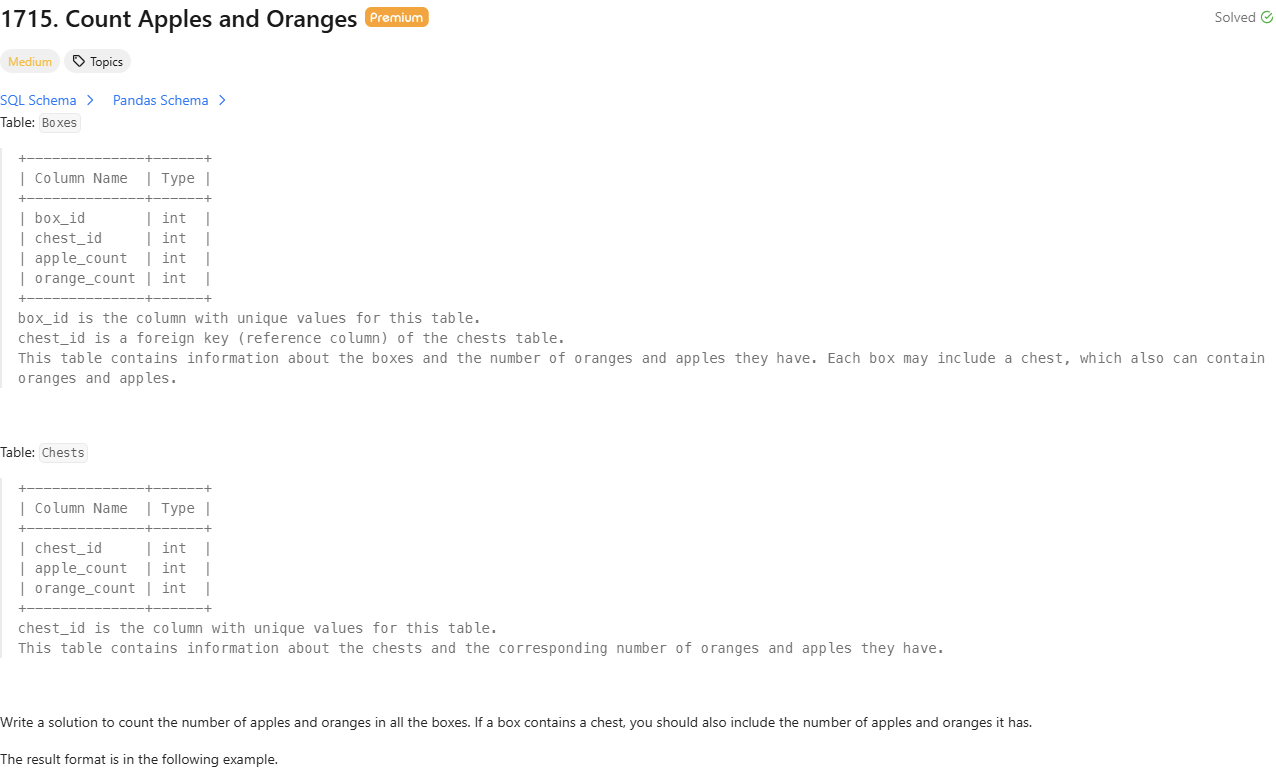 1715. Count Apples and Oranges Premium Solved
Medium Topics
SQL Schema Pandas Schema
Table: Boxes
+--------------+------+
| Column Name  | Type |
+--------------+------+
| box_id       | int  |
| chest_id     | int  |
| apple_count  | int  |
| orange_count | int  |
+--------------+------+
box_id is the column with unique values for this table.
chest_id is a foreign key (reference column) of the chests table.
This table contains information about the boxes and the number of oranges and apples they have. Each box may include a chest, which also can contain
oranges and apples.
Table: Chests
+--------------+------+
| Column Name  | Type |
+--------------+------+
| chest_id     | int  |
| apple_count  | int  |
| orange_count | int  |
+--------------+------+
chest_id is the column with unique values for this table.
This table contains information about the chests and the corresponding number of oranges and apples they have.
Write a solution to count the number of apples and oranges in all the boxes. If a box contains a chest, you should also include the number of apples and oranges it has.
The result format is in the following example.